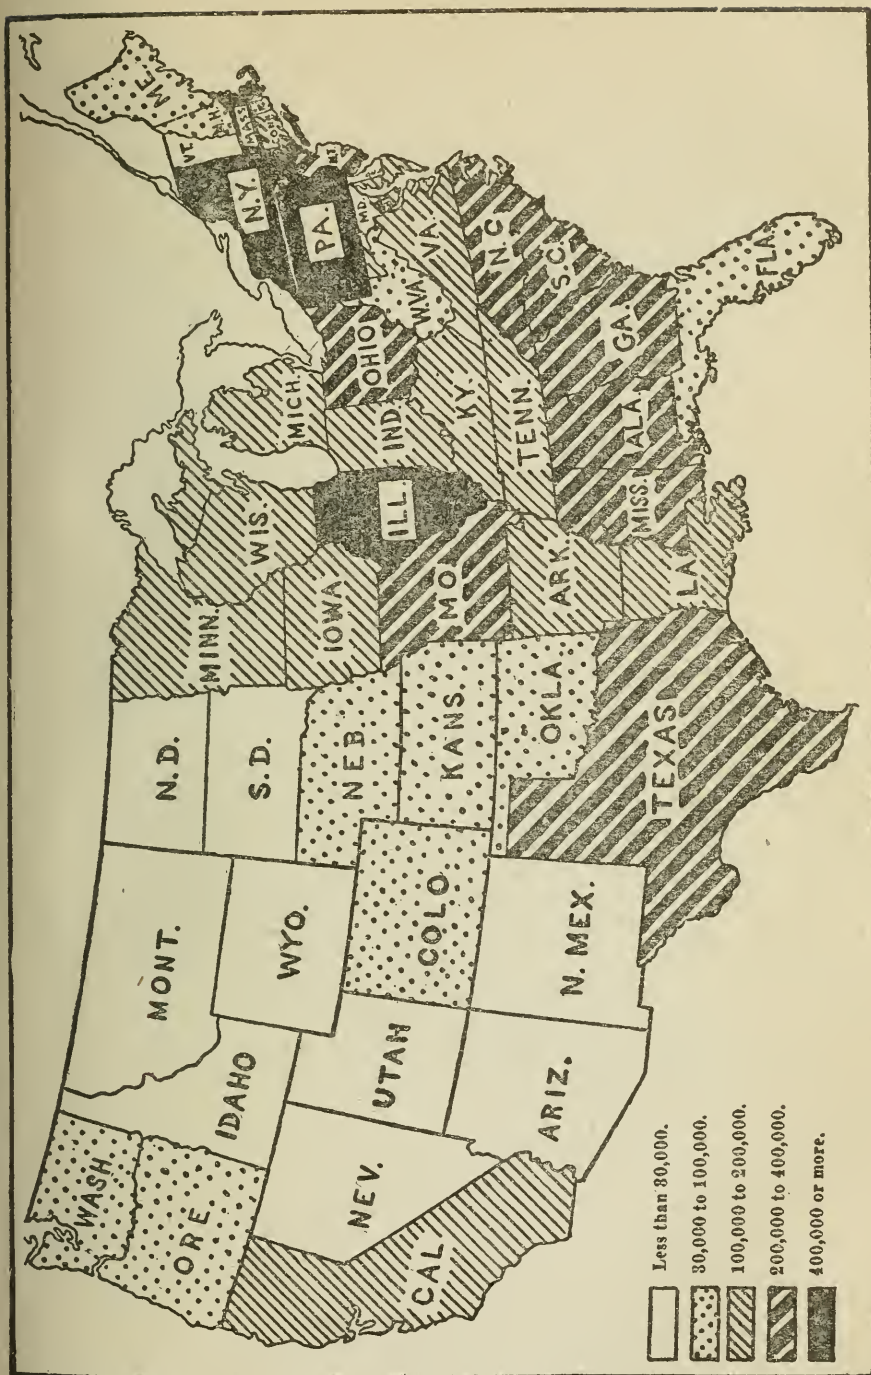 WASH.
ORE.
CAL.
NEV.
IDAHO
MONT.
WYO.
UTAH
ARIZ.
COLO
N. MEX.
N.D.
S.D.
NEB
KANS.
OKLA
TEXAS
MINN.
IOWA
MO.
ARK.
LA.
WIS.
ILL.
MICH.
IND
OHIO
KY.
TENN.
MISS.
ALA.
GA.
FLA.
S.C.
N.C.
VA.
W.VA.
MD.
PA.
N.Y.
VT.
N.H.
ME.
MASS
CONN
Less than 30,000.
30,000 to 100,000.
100,000 to 200,000.
200,000 to 400,000.
400,000 or more.